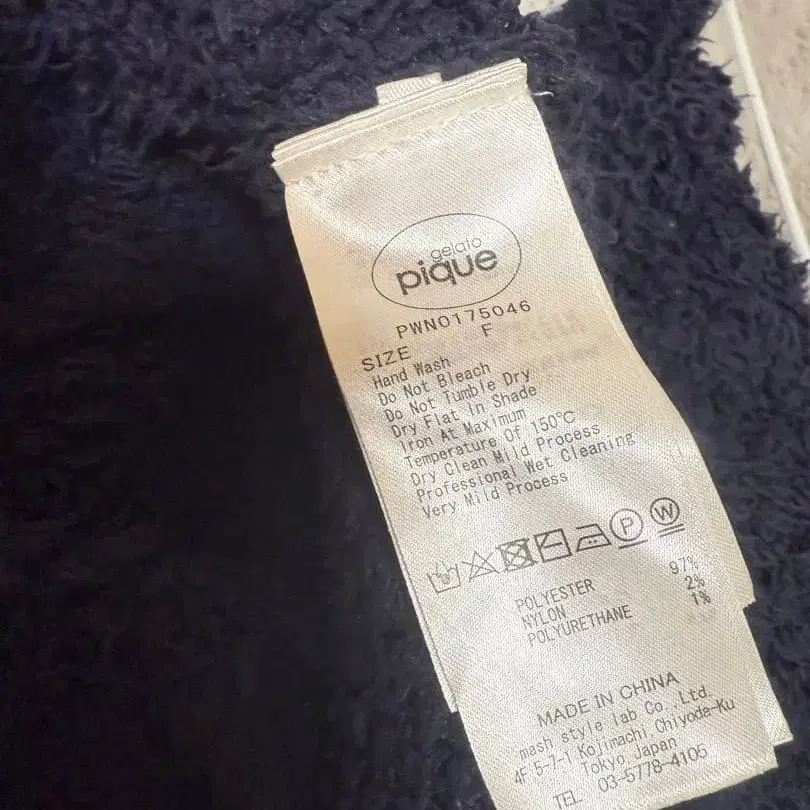 gelato
pique
PWNO175046
SIZE F
Hand Wash
Do Not Bleach
Do Not Tumble Dry
Dry Flat In Shade
Iron At Maximum
Temperature Of 150°C
Dry Clean Mild Process
Professional Wet Cleaning
Very Mild Process
P W
POLYESTER 97%
NYLON 2%
POLYURETHANE 1%
MADE IN CHINA
mash style lab Co.,Ltd.
4F 5-7-1 Kojimachi,Chiyoda-Ku
Tokyo,Japan
TEL 03-5778-4105